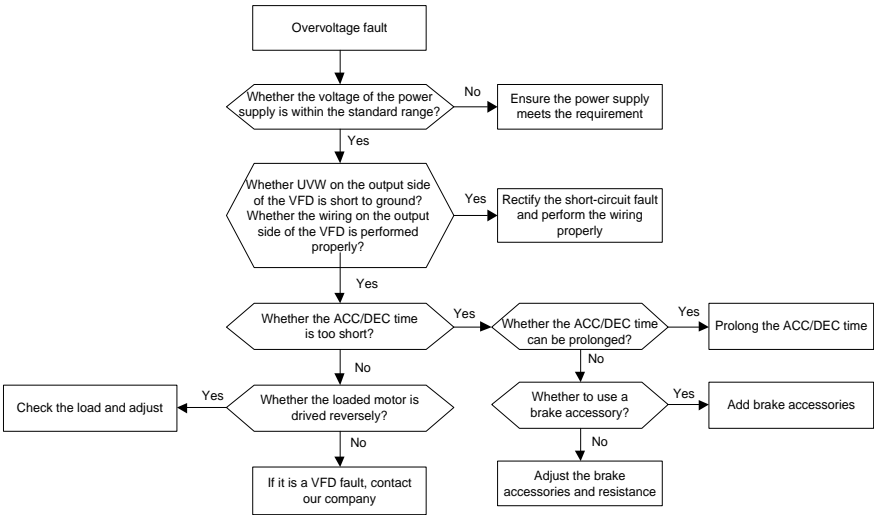 Overvoltage fault
Whether the voltage of the power
supply is within the standard range?
No
Ensure the power supply
meets the requirement
Yes
Whether UVW on the output side
of the VFD is short to ground?
Whether the wiring on the output
side of the VFD is performed
properly?
Yes
Rectify the short-circuit fault
and perform the wiring
properly
Yes
Whether the ACC/DEC time
is too short?
Yes
Whether the ACC/DEC time
can be prolonged?
Yes
Prolong the ACC/DEC time
No
No
Check the load and adjust
Yes
Whether the loaded motor is
drived reversely?
Whether to use a
brake accessory?
Yes
Add brake accessories
No
No
If it is a VFD fault, contact
our company
Adjust the brake
accessories and resistance